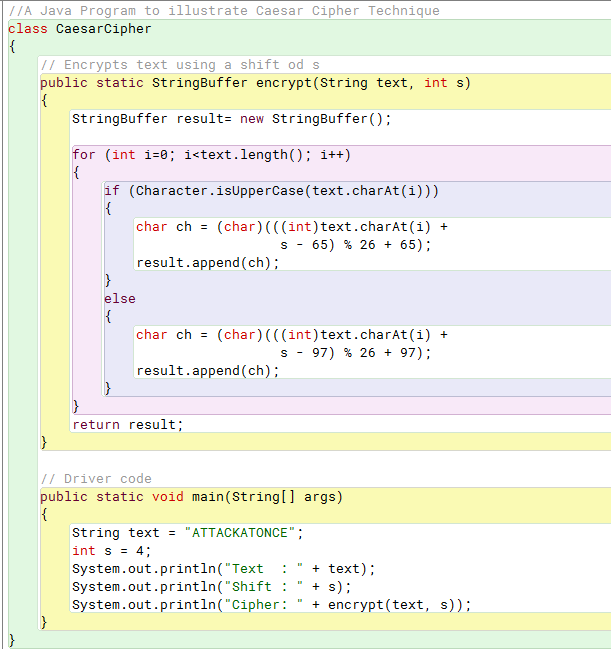 //A Java Program to illustrate Caesar Cipher Technique
class CaesarCipher
{
    // Encrypts text using a shift od s
    public static StringBuffer encrypt(String text, int s)
    {
        StringBuffer result= new StringBuffer();

        for (int i=0; i<text.length(); i++)
        {
            if (Character.isUpperCase(text.charAt(i)))
            {
                char ch = (char)(((int)text.charAt(i) +
                                  s - 65) % 26 + 65);
                result.append(ch);
            }
            else
            {
                char ch = (char)(((int)text.charAt(i) +
                                  s - 97) % 26 + 97);
                result.append(ch);
            }
        }
        return result;
    }

    // Driver code
    public static void main(String[] args)
    {
        String text = "ATTACKATONCE";
        int s = 4;
        System.out.println("Text  : " + text);
        System.out.println("Shift : " + s);
        System.out.println("Cipher: " + encrypt(text, s));
    }
}